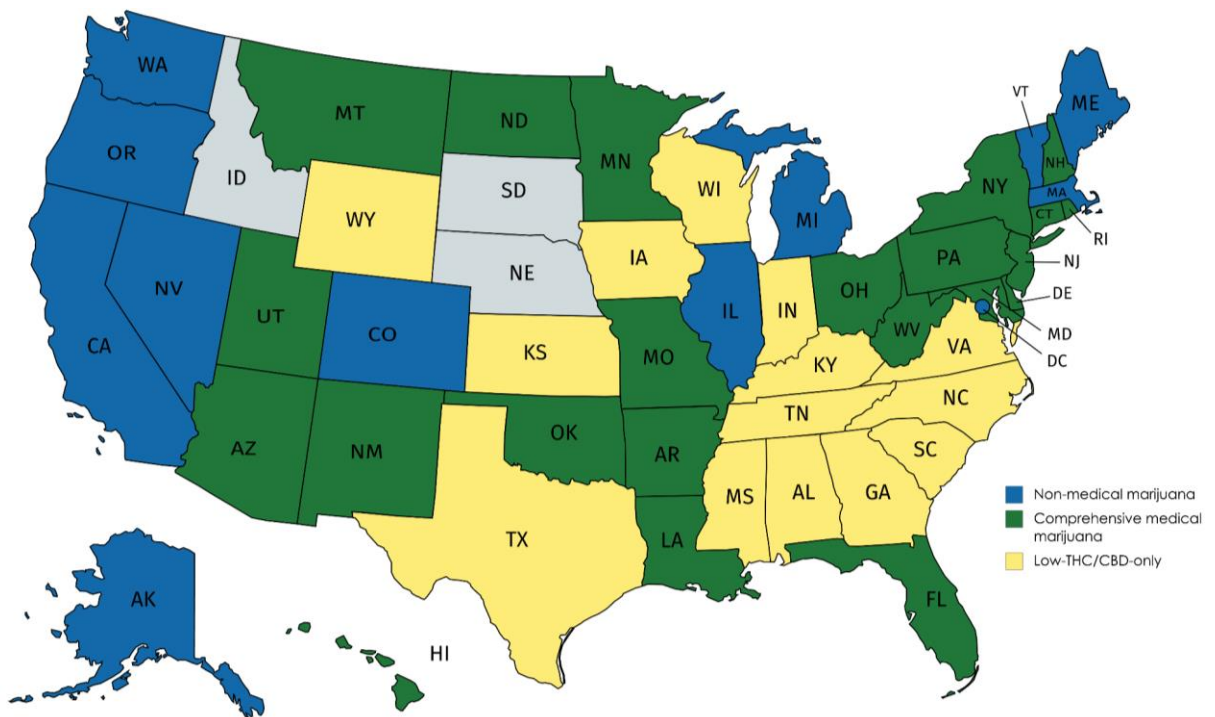 WA
MT
ND
MN
VT
ME
OR
ID
SD
WI
NH
NY
MA
WY
MI
CT
RI
IA
PA
NJ
NE
NV
OH
DE
UT
IL
IN
CO
WV
MD
CA
KS
MO
VA
DC
KY
NC
TN
OK
AZ
NM
AR
SC
MS
AL
GA
TX
LA
Non-medical marijuana
Comprehensive medical
marijuana
Low-THC/CBD-only
AK
FL
HI